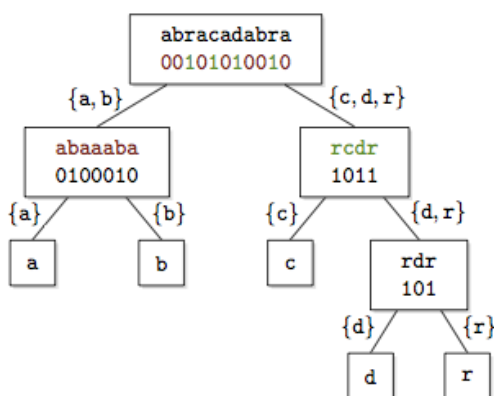 abracadabra
00101010010
{a, b} {c, d, r}
abaaaba rcdr
0100010 1011
{a} {b} {c} {d, r}
a b c rdr
101
{d} {r}
d r